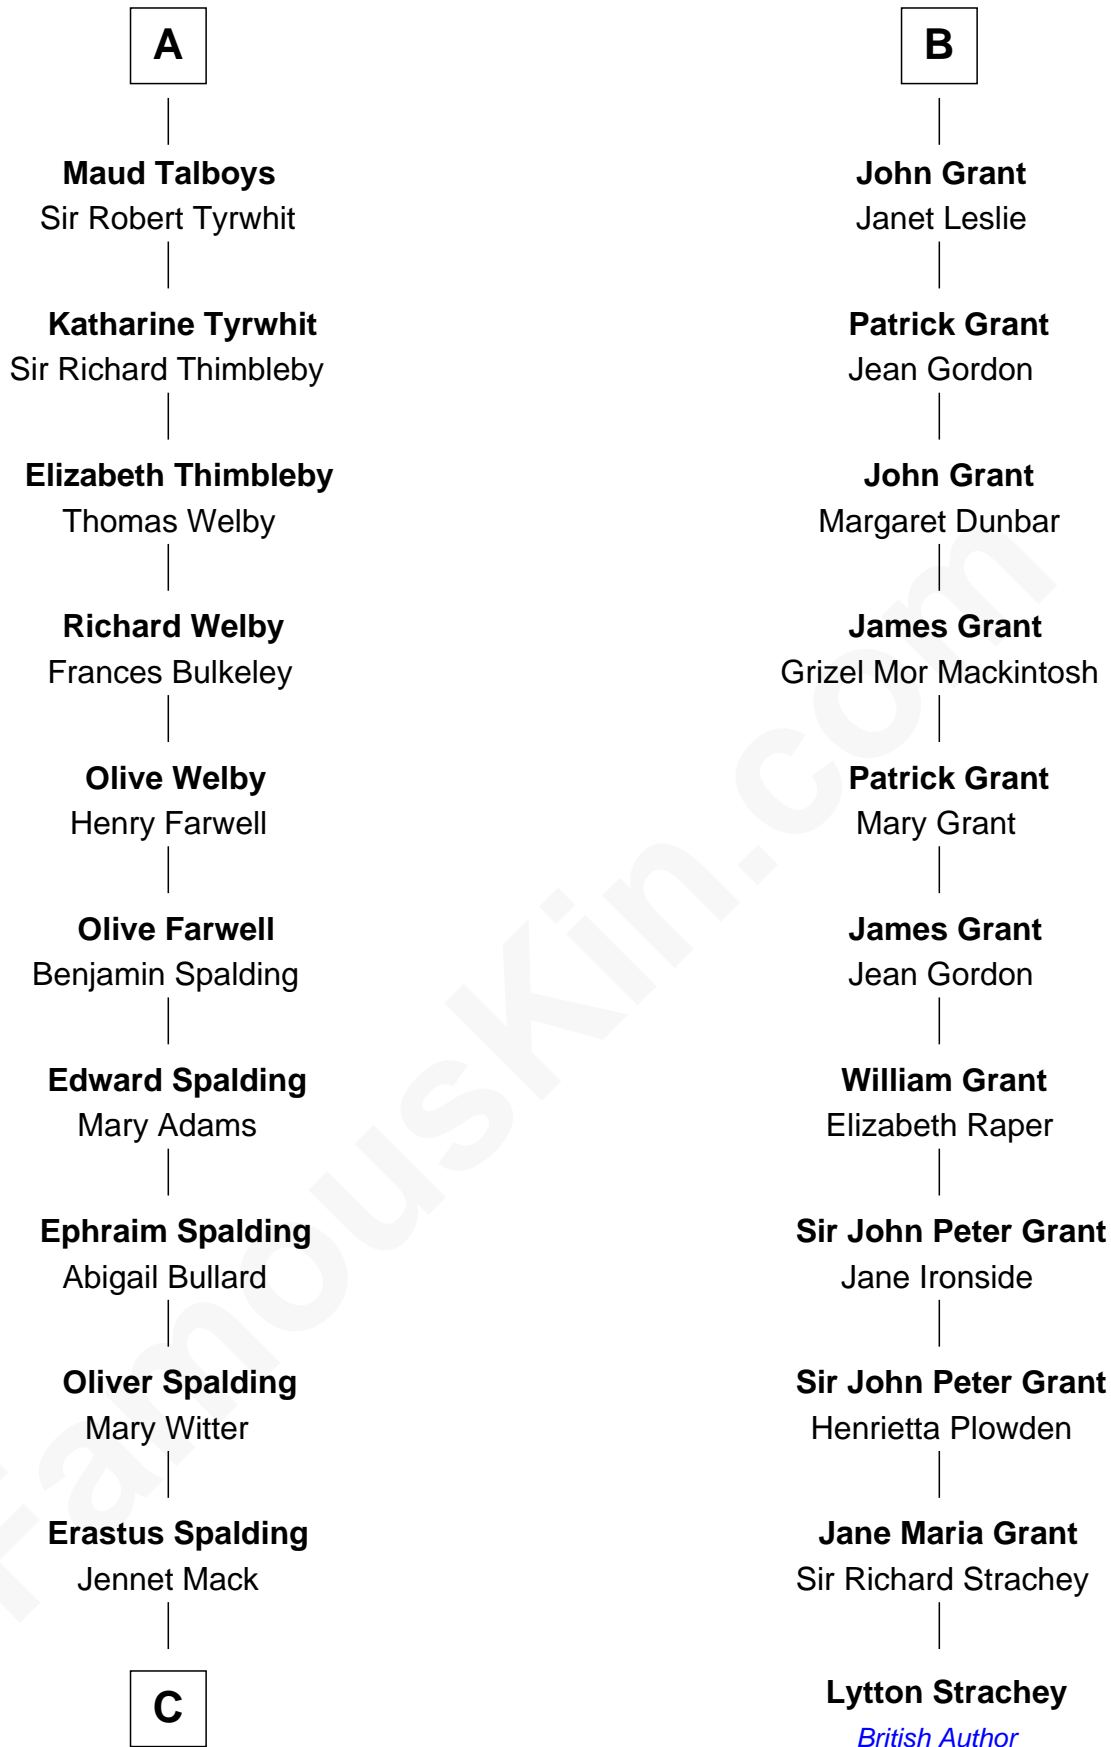 A
Maud Talboys
Sir Robert Tyrwhit
Katharine Tyrwhit
Sir Richard Thimbleby
Elizabeth Thimbleby
Thomas Welby
Richard Welby
Frances Bulkeley
Olive Welby
Henry Farwell
Olive Farwell
Benjamin Spalding
Edward Spalding
Mary Adams
Ephraim Spalding
Abigail Bullard
Oliver Spalding
Mary Witter
Erastus Spalding
Jennet Mack
C
B
John Grant
Janet Leslie
Patrick Grant
Jean Gordon
John Grant
Margaret Dunbar
James Grant
Grizel Mor Mackintosh
Patrick Grant
Mary Grant
James Grant
Jean Gordon
William Grant
Elizabeth Raper
Sir John Peter Grant
Jane Ironside
Sir John Peter Grant
Henrietta Plowden
Jane Maria Grant
Sir Richard Strachey
Lytton Strachey
British Author
FamousKin.com